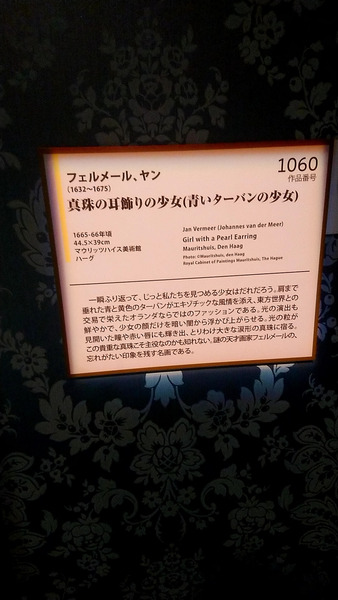 フェルメール、ヤン
(1632~1675)
1060
作品番号
真珠の耳飾りの少女(青いターバンの少女)
1665-66年頃
44.5×39cm
マウリッツハイス美術館
ハーグ
Jan Vermeer (Johannes van der Meer)
Girl with a Pearl Earring
Mauritshuis, Den Haag
Photo: ©Mauritshuis, den Haag
Royal Cabinet of Paintings Mauritshuis, The Hague
一瞬ふり返って、じっと私たちを見つめる少女はだれだろう。肩まで
垂れた青と黄色のターバンがエキゾチックな風情を添え、東方世界との
交易で栄えたオランダならではのファッションである。光の演出も
鮮やかで、少女の顔だけを暗い闇から浮かび上がらせる。光の粒が
見開いた瞳や赤い唇にも輝き出、とりわけ大きな涙形の真珠に宿る。
この貴重な真珠こそ主役なのかも知れない。謎の天才画家フェルメールの、
忘れがたい印象を残す名画である。